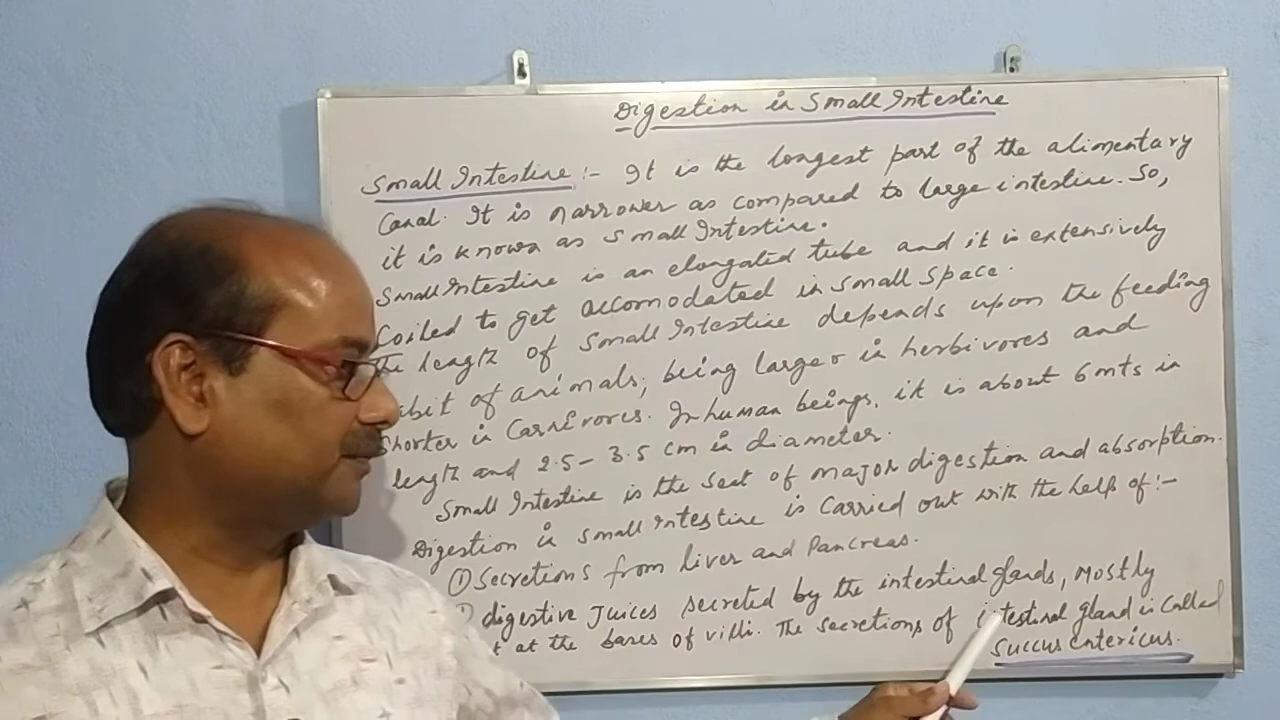 Digestion in Small Intestine
Small Intestine :- It is the longest part of the alimentary
Canal. It is narrower as compared to large intestine. So,
it is known as Small Intestine.
Small Intestine is an elongated tube and it is extensively
Coiled to get accomodated in small space.
the length of Small Intestine depends upon the feeding
abit of animals, being larger in herbivores and
Shorter in Carnivores. In human beings, it is about 6 mts in
length and 2.5 - 3.5 cm in diameter.
Small Intestine is the seat of major digestion and absorption.
Digestion in Small Intestine is Carried out with the help of :-
① Secretions from liver and Pancreas.
digestive Juices secreted by the intestinal glands, mostly
t at the bases of villi. The secretions of intestinal gland is Called
Succus entericus.